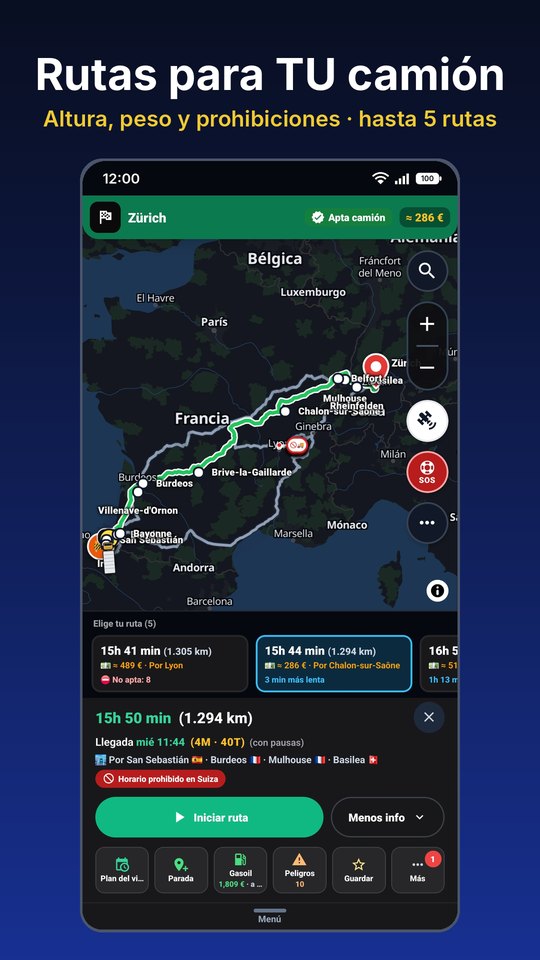 Rutas para TU camión
Altura, peso y prohibiciones · hasta 5 rutas
12:00
100
Zürich
Apta camión
≈ 286 €
Alemania
Bélgica
Fráncfort
del Meno
Luxemburgo
El Havre
París
Zür
Belfort
Basilea
Mulhouse
Rheinfelden
Chalon-sur-Saône
Francia
Ginebra
Lyon
Milán
Brive-la-Gaillarde
Burdeos
Burdeos
Villenave-d'Ornon
Bayonne
San Sebastián
Mónaco
Marsella
Andorra
Barcelona
SOS
Elige tu ruta (5)
15h 41 min (1.305 km)
≈ 489 € · Por Lyon
No apta: 8
15h 44 min (1.294 km)
≈ 286 € · Por Chalon-sur-Saône
3 min más lenta
16h 5
≈ 51
1h 13 m
15h 50 min (1.294 km)
Llegada mié 11:44 (4M · 40T) (con pausas)
Por San Sebastián · Burdeos · Mulhouse · Basilea
Horario prohibido en Suiza
Iniciar ruta
Menos info
Plan del vi...
Parada
Gasoil
1,809 € · a ...
Peligros
10
Guardar
Más
1
Menú